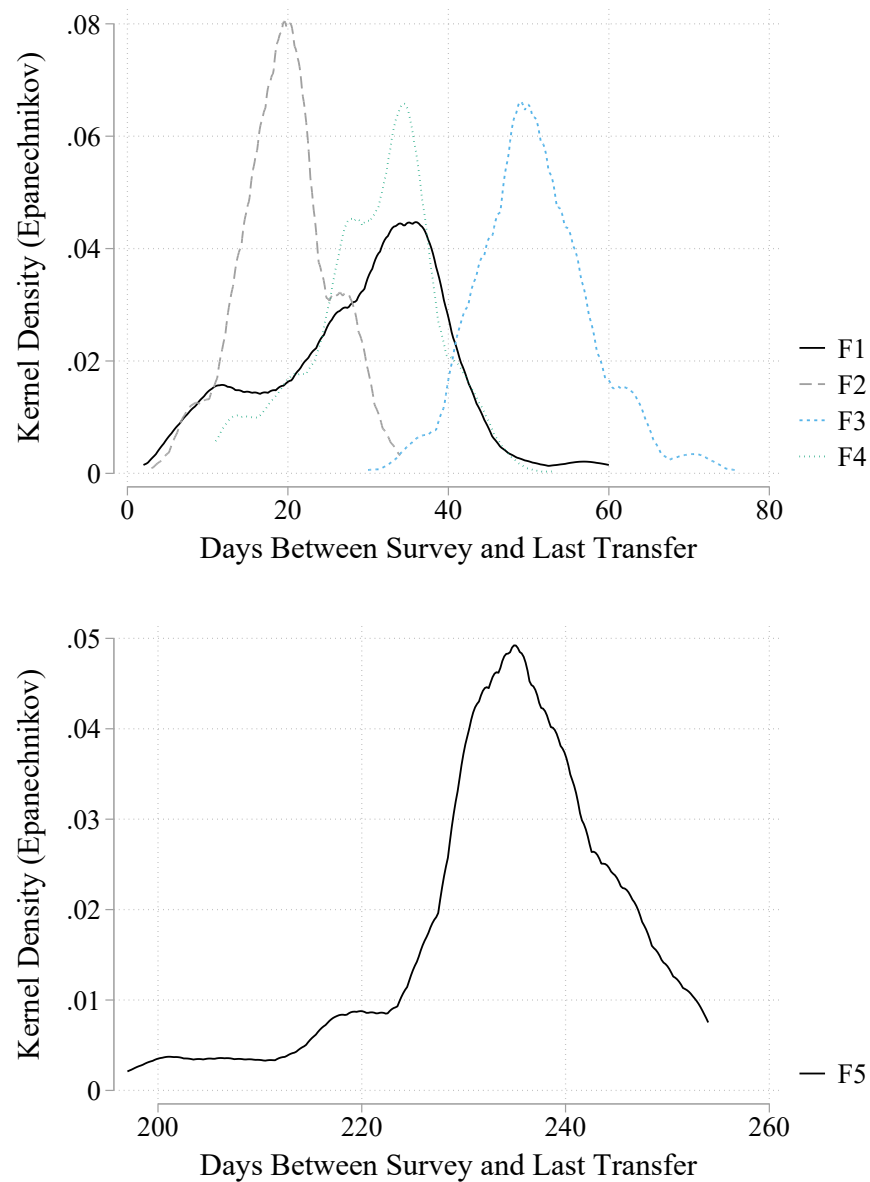 Kernel Density (Epanechnikov)
.08
.06
.04
.02
0
0 20 40 60 80
Days Between Survey and Last Transfer
F1
F2
F3
F4
Kernel Density (Epanechnikov)
.05
.04
.03
.02
.01
0
200 220 240 260
Days Between Survey and Last Transfer
F5